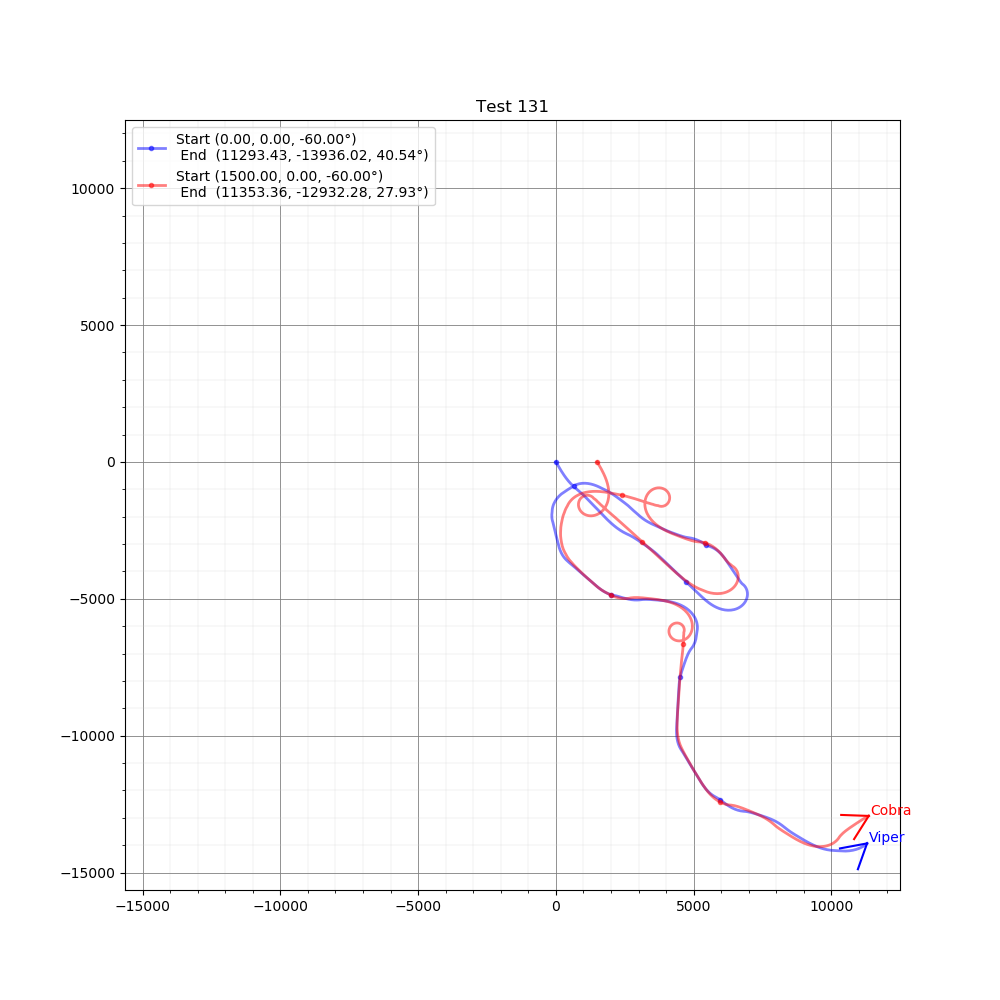 Test 131
Start (0.00, 0.00, -60.00°)
End (11293.43, -13936.02, 40.54°)
Start (1500.00, 0.00, -60.00°)
End (11353.36, -12932.28, 27.93°)
10000
5000
0
−5000
−10000
−15000
Cobra
Viper
−15000 −10000 −5000 0 5000 10000